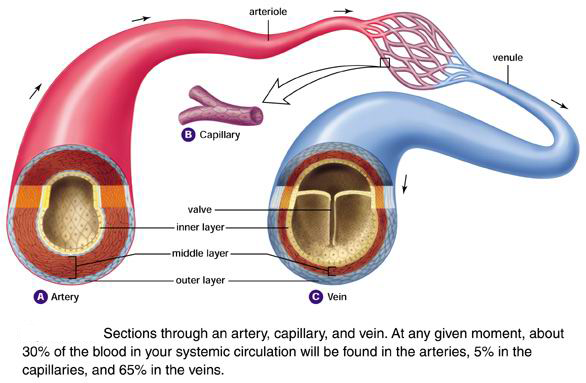 arteriole
venule
B Capillary
valve
inner layer
middle layer
outer layer
A Artery
C Vein
Sections through an artery, capillary, and vein. At any given moment, about
30% of the blood in your systemic circulation will be found in the arteries, 5% in the
capillaries, and 65% in the veins.